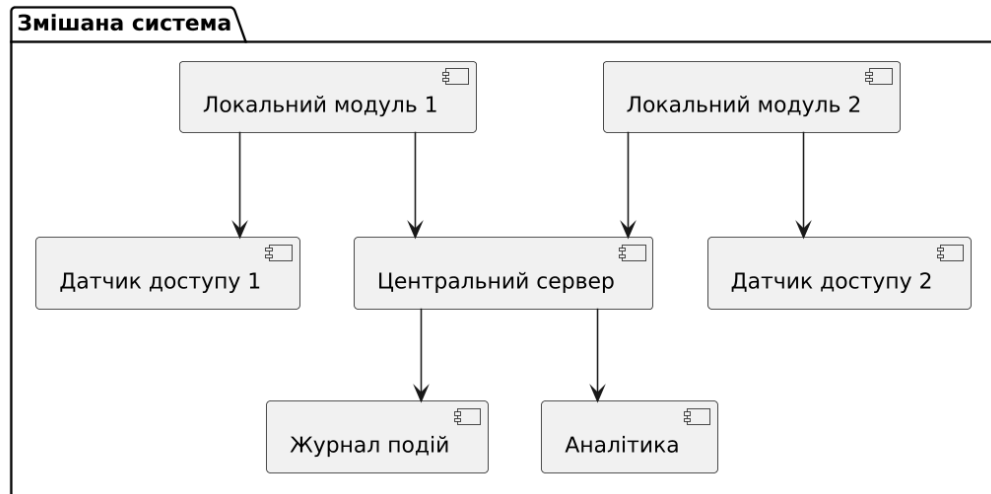 Змішана система
Локальний модуль 1
Локальний модуль 2
Датчик доступу 1
Центральний сервер
Датчик доступу 2
Журнал подій
Аналітика